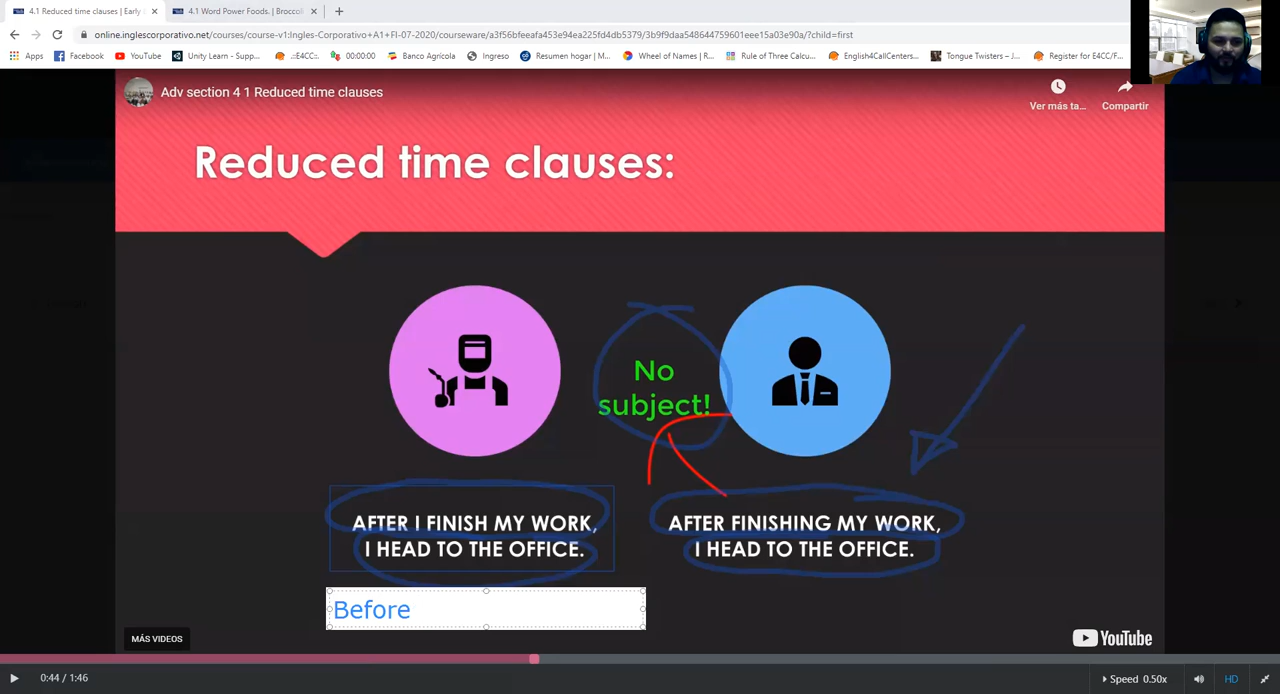 4.1 Reduced time clauses | Early
4.1 Word Power Foods. | Broccoli
online.inglescorporativo.net/courses/course-v1:Ingles-Corporativo+A1+FI-07-2020/courseware/a3f56bf6eafa453e94ea225fd4db5379/3b9f9daa548644759601eee15a03e90a/?child=first
Apps Facebook YouTube Unity Learn - Supp... .::E4CC::. 00:00:00 Banco Agrícola Ingreso Resumen hogar | M... Wheel of Names | R... Rule of Three Calcu... English4CallCenters... Tongue Twisters – J... Register for E4CC/F...
Adv section 4 1 Reduced time clauses
Ver más ta... Compartir
Reduced time clauses:
No
subject!
AFTER I FINISH MY WORK,
I HEAD TO THE OFFICE.
AFTER FINISHING MY WORK,
I HEAD TO THE OFFICE.
Before
MÁS VIDEOS
YouTube
0:44 / 1:46
Speed 0.50x
HD